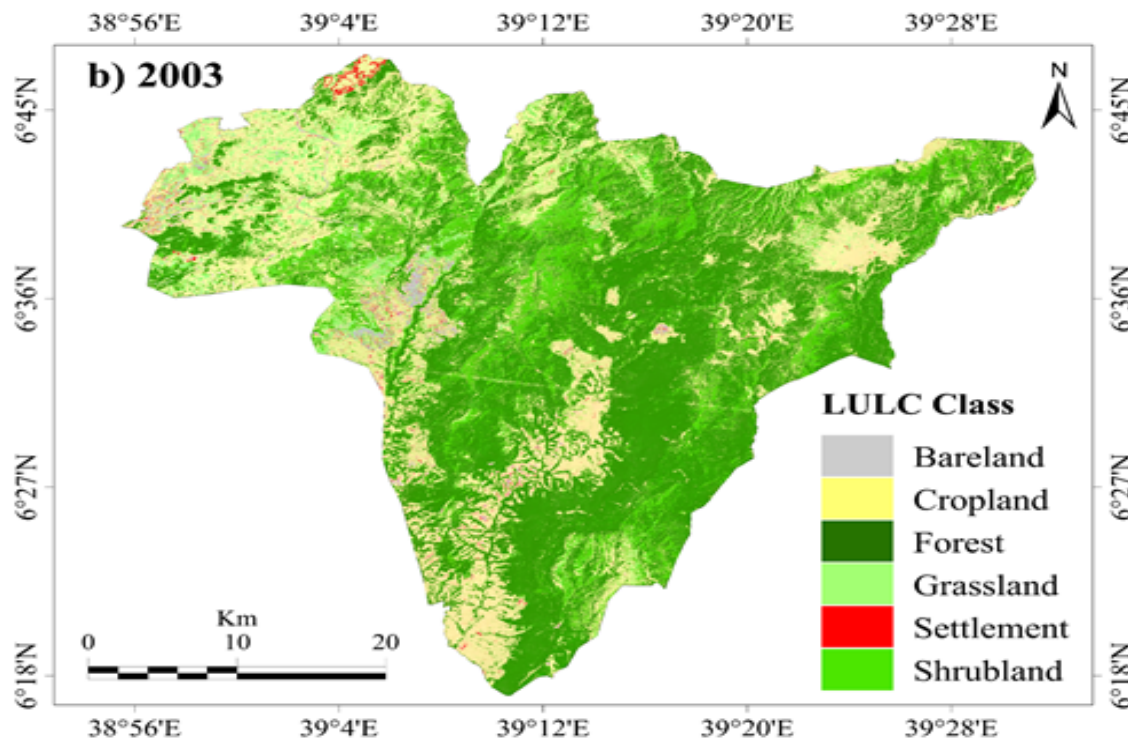 38°56'E 39°4'E 39°12'E 39°20'E 39°28'E
b) 2003
N
6°45'N 6°45'N
6°36'N 6°36'N
LULC Class
Bareland
6°27'N 6°27'N
Cropland
Forest
Grassland
Km
Settlement
0 10 20
Shrubland
6°18'N 6°18'N
38°56'E 39°4'E 39°12'E 39°20'E 39°28'E